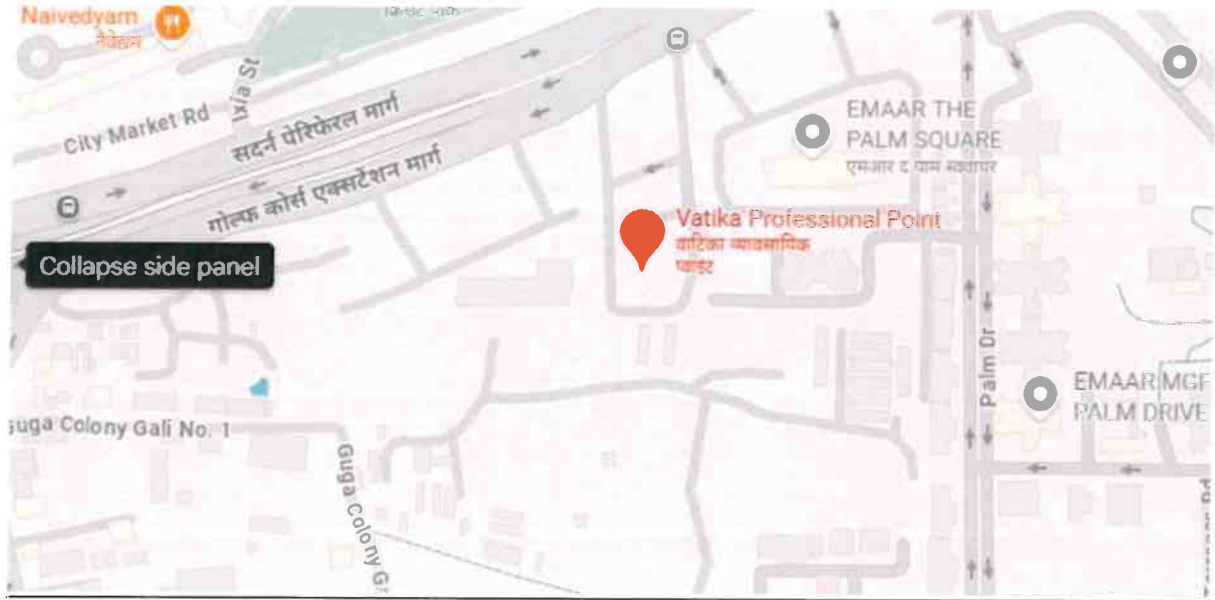 Naivedyam
नैवेद्यम
City Market Rd
Ixia St
सदर्न पेरिफेरल मार्ग
गोल्फ कोर्स एक्सटेंशन मार्ग
EMAAR THE
PALM SQUARE
एमआर द पाम स्क्वायर
Vatika Professional Point
वाटिका व्यावसायिक
प्वाइंट
Collapse side panel
Palm Dr
EMAAR MGF
PALM DRIVE
suga Colony Gali No. 1
Guga Colony